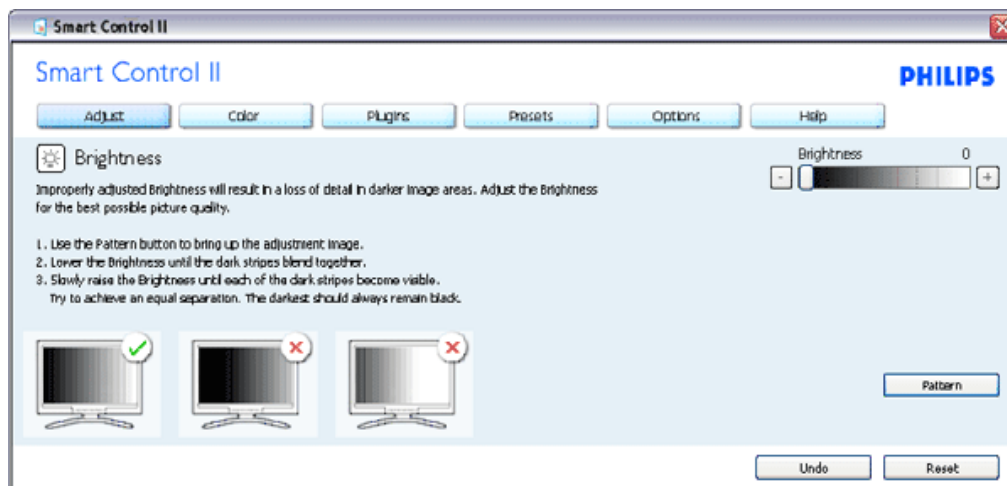 Smart Control II
Smart Control II
PHILIPS
Adjust Color Plugins Presets Options Help
Brightness
Brightness 0
Improperly adjusted Brightness will result in a loss of detail in darker image areas. Adjust the Brightness
for the best possible picture quality.
- +
1. Use the Pattern button to bring up the adjustment image.
2. Lower the Brightness until the dark stripes blend together.
3. Slowly raise the Brightness until each of the dark stripes become visible.
Try to achieve an equal separation. The darkest should always remain black.
Pattern
Undo Reset